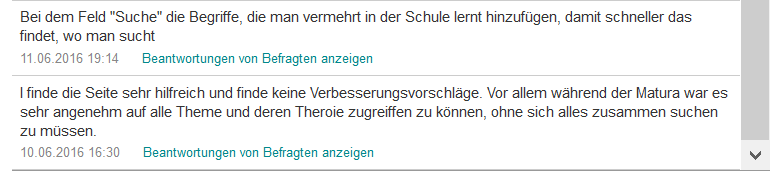 Bei dem Feld "Suche" die Begriffe, die man vermehrt in der Schule lernt hinzufügen, damit schneller das
findet, wo man sucht
11.06.2016 19:14 Beantwortungen von Befragten anzeigen
I finde die Seite sehr hilfreich und finde keine Verbesserungsvorschläge. Vor allem während der Matura war es
sehr angenehm auf alle Theme und deren Theroie zugreiffen zu können, ohne sich alles zusammen suchen
zu müssen.
10.06.2016 16:30 Beantwortungen von Befragten anzeigen